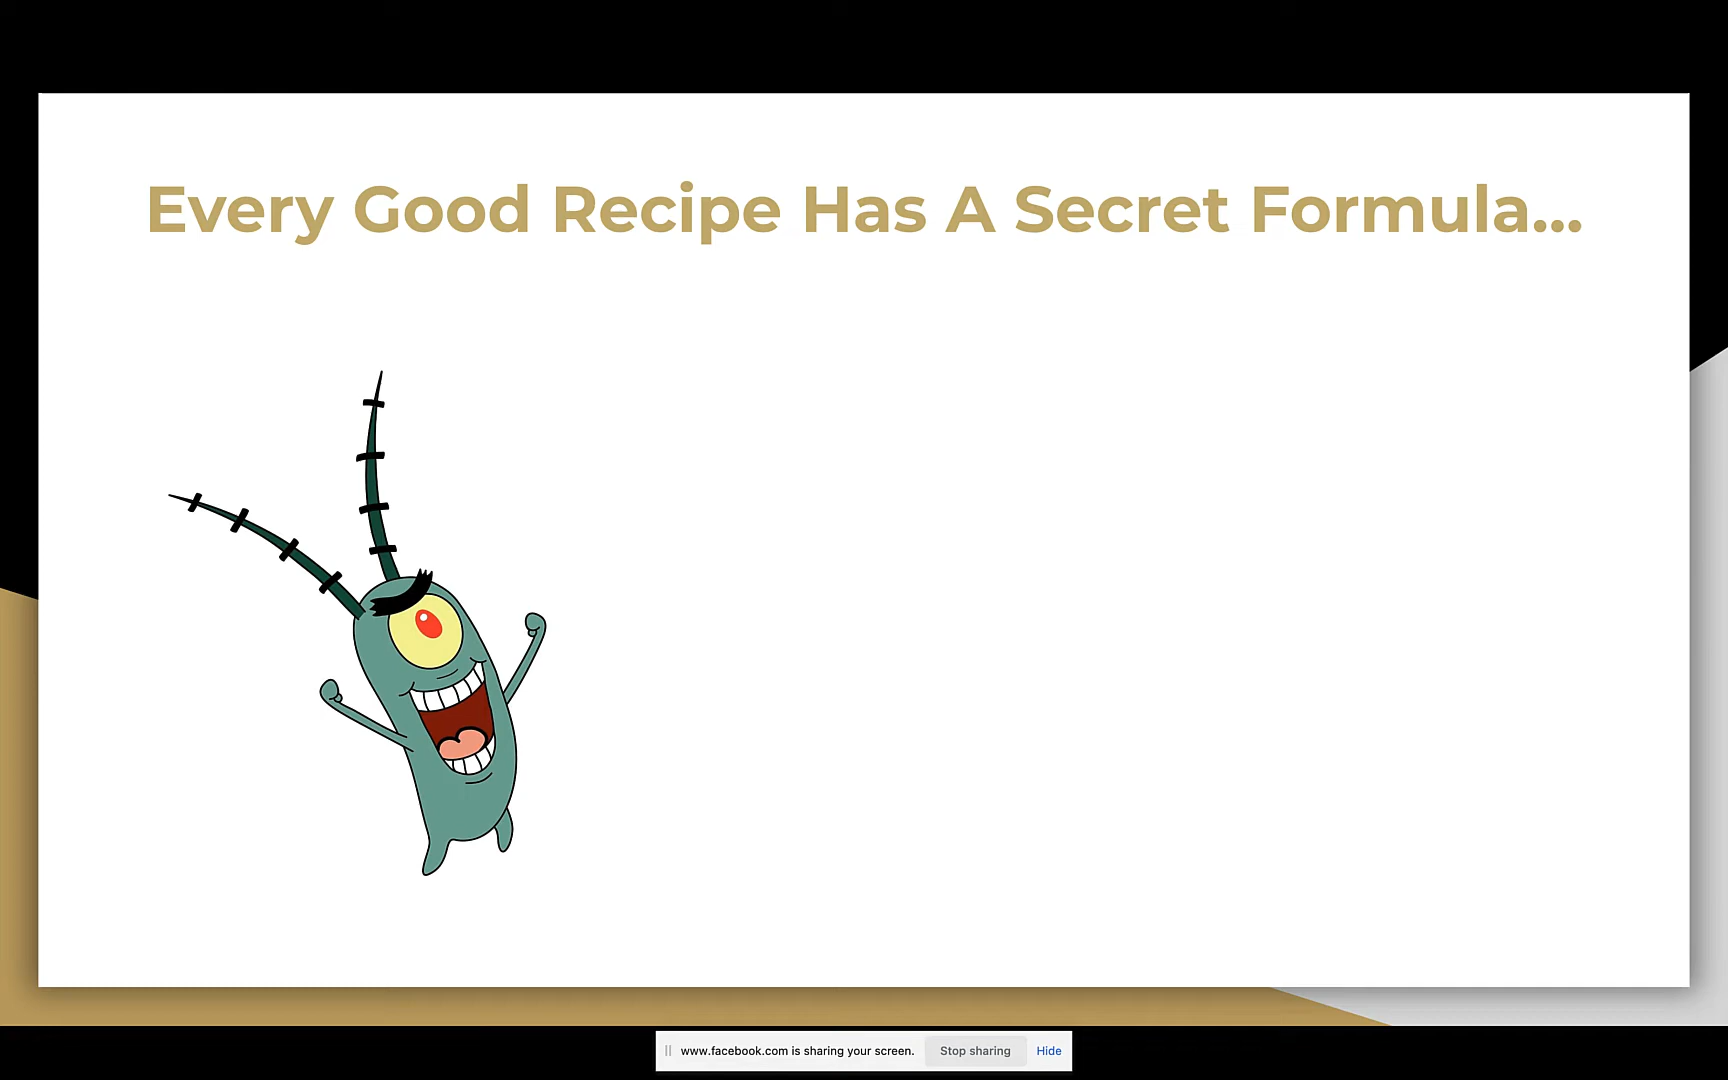 Every Good Recipe Has A Secret Formula...
www.facebook.com is sharing your screen. Stop sharing Hide